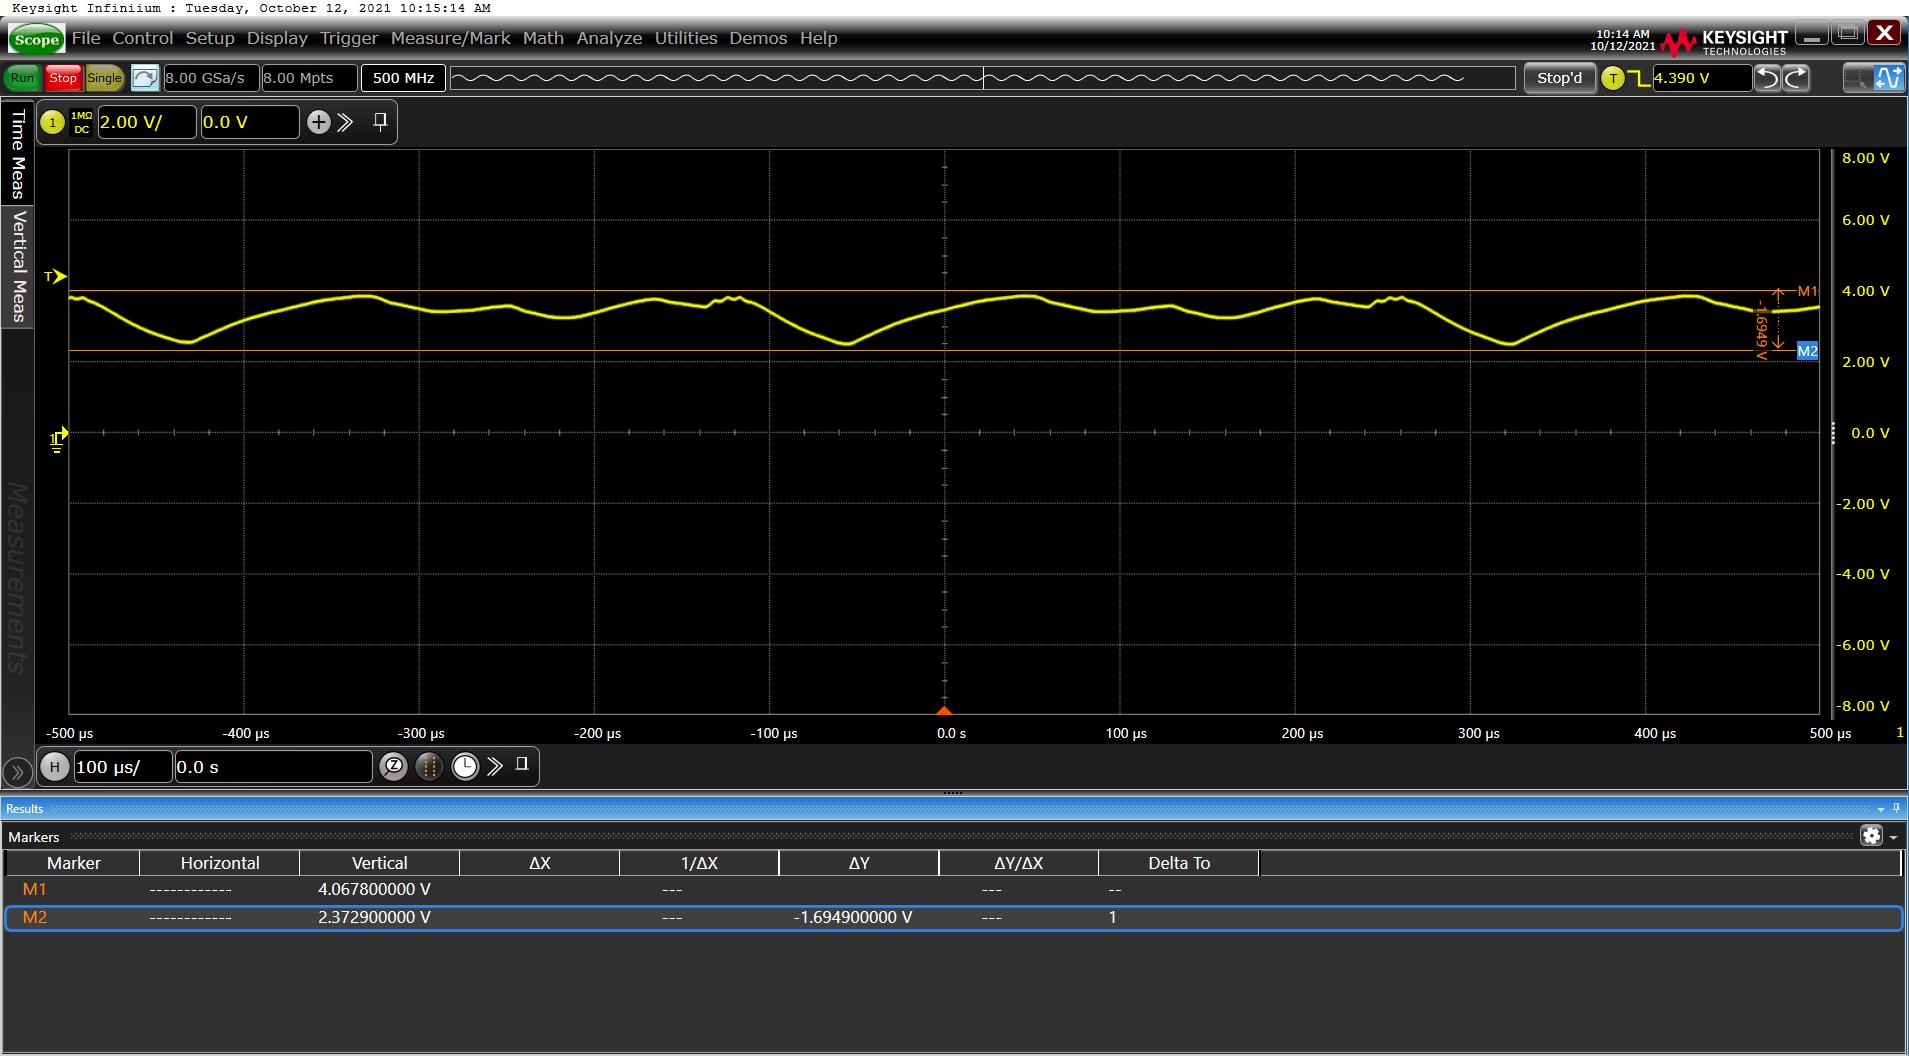 Keysight Infiniium : Tuesday, October 12, 2021 10:15:14 AM
Scope File Control Setup Display Trigger Measure/Mark Math Analyze Utilities Demos Help
10:14 AM
10/12/2021
KEYSIGHT
TECHNOLOGIES
X
Run Stop Single 8.00 GSa/s 8.00 Mpts 500 MHz Stop'd T 4.390 V
Time Meas
Vertical Meas
Measurements
1 1MΩ DC 2.00 V/ 0.0 V
8.00 V
6.00 V
T
4.00 V
M1
-1.6949 V
M2
2.00 V
1
0.0 V
-2.00 V
-4.00 V
-6.00 V
-8.00 V
-500 µs -400 µs -300 µs -200 µs -100 µs 0.0 s 100 µs 200 µs 300 µs 400 µs 500 µs 1
H 100 µs/ 0.0 s Z
Results
Markers
Marker Horizontal Vertical ΔX 1/ΔX ΔY ΔY/ΔX Delta To
M1 ------------ 4.067800000 V --- --- --
M2 ------------ 2.372900000 V --- -1.694900000 V --- 1